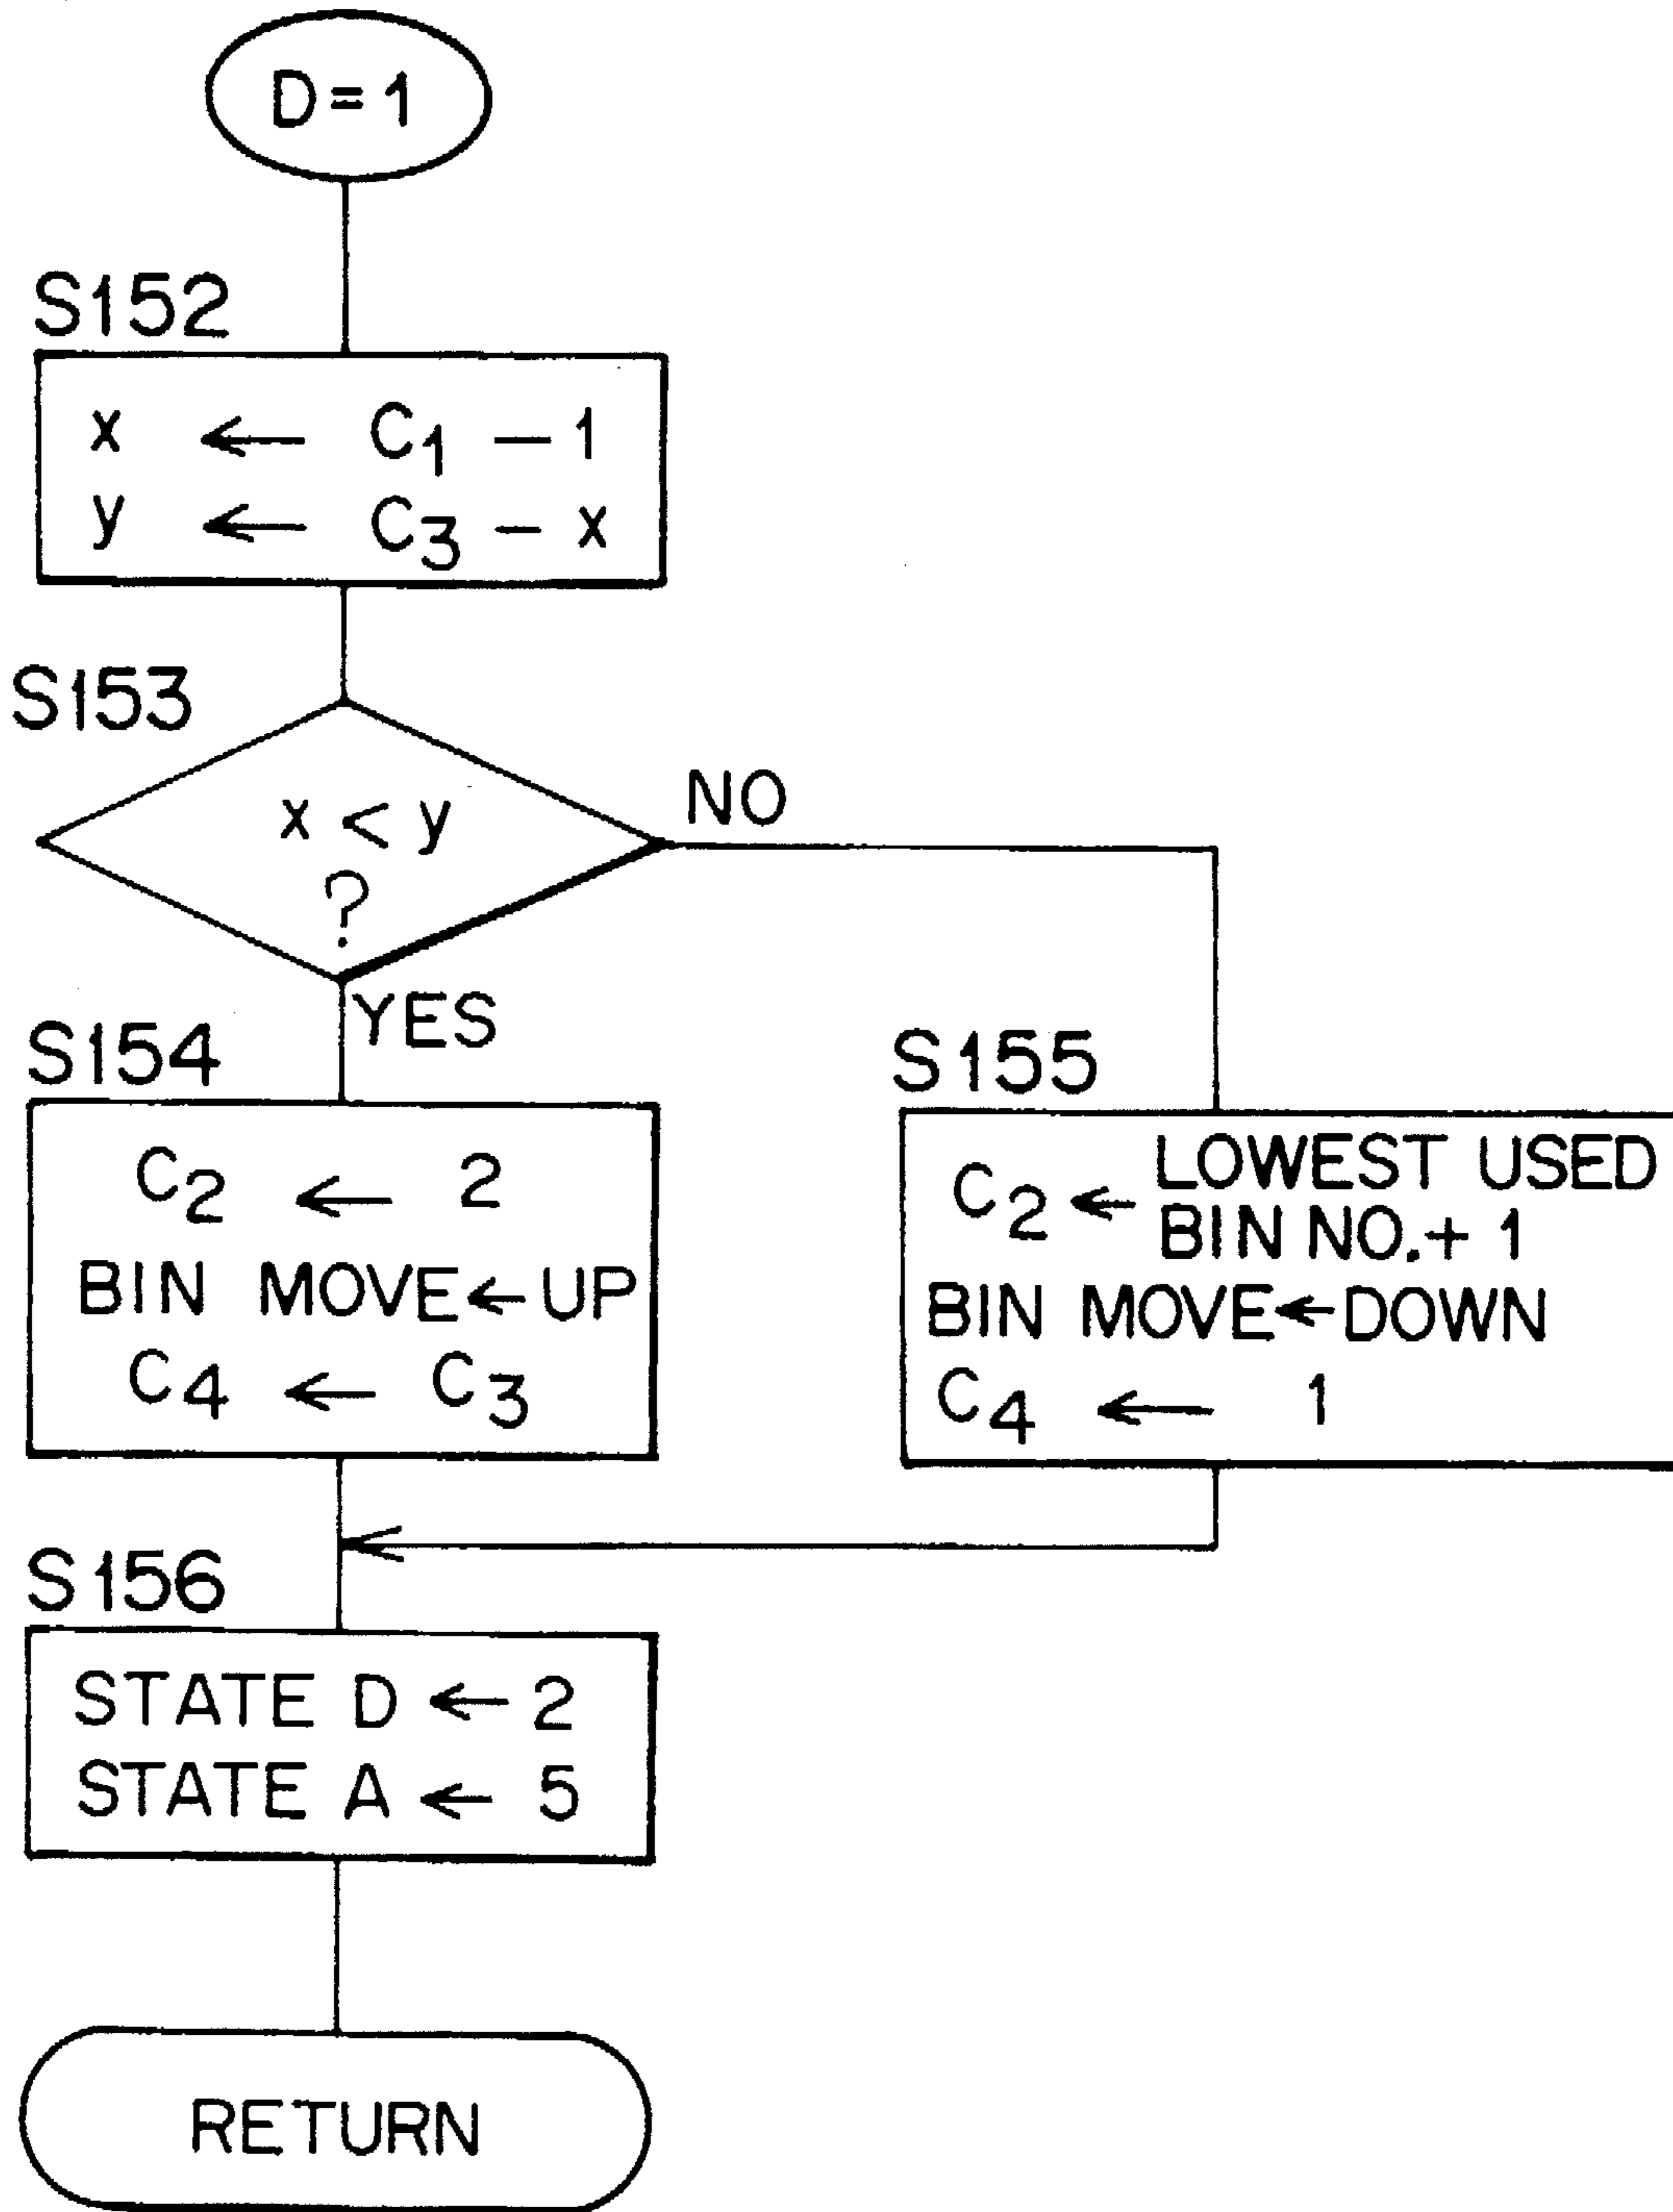 D = 1
S152
x ← C₁ – 1
y ← C₃ – x
S153
x < y
?
NO
YES
S154
C₂ ← 2
BIN MOVE ← UP
C₄ ← C₃
S155
C₂ ← LOWEST USED
BIN NO. + 1
BIN MOVE ← DOWN
C₄ ← 1
S156
STATE D ← 2
STATE A ← 5
RETURN